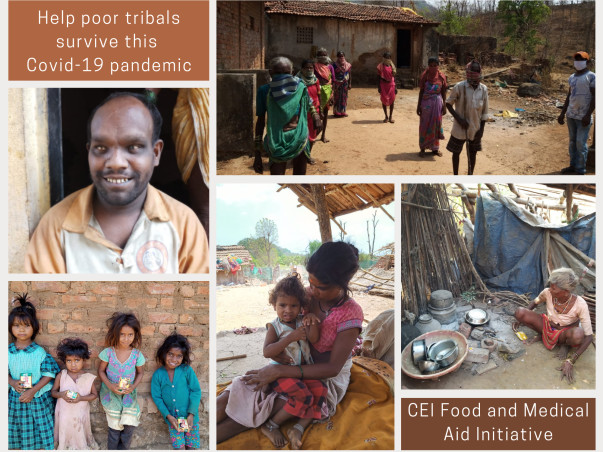 Help poor tribals
survive this
Covid-19 pandemic
CEI Food and Medical
Aid Initiative